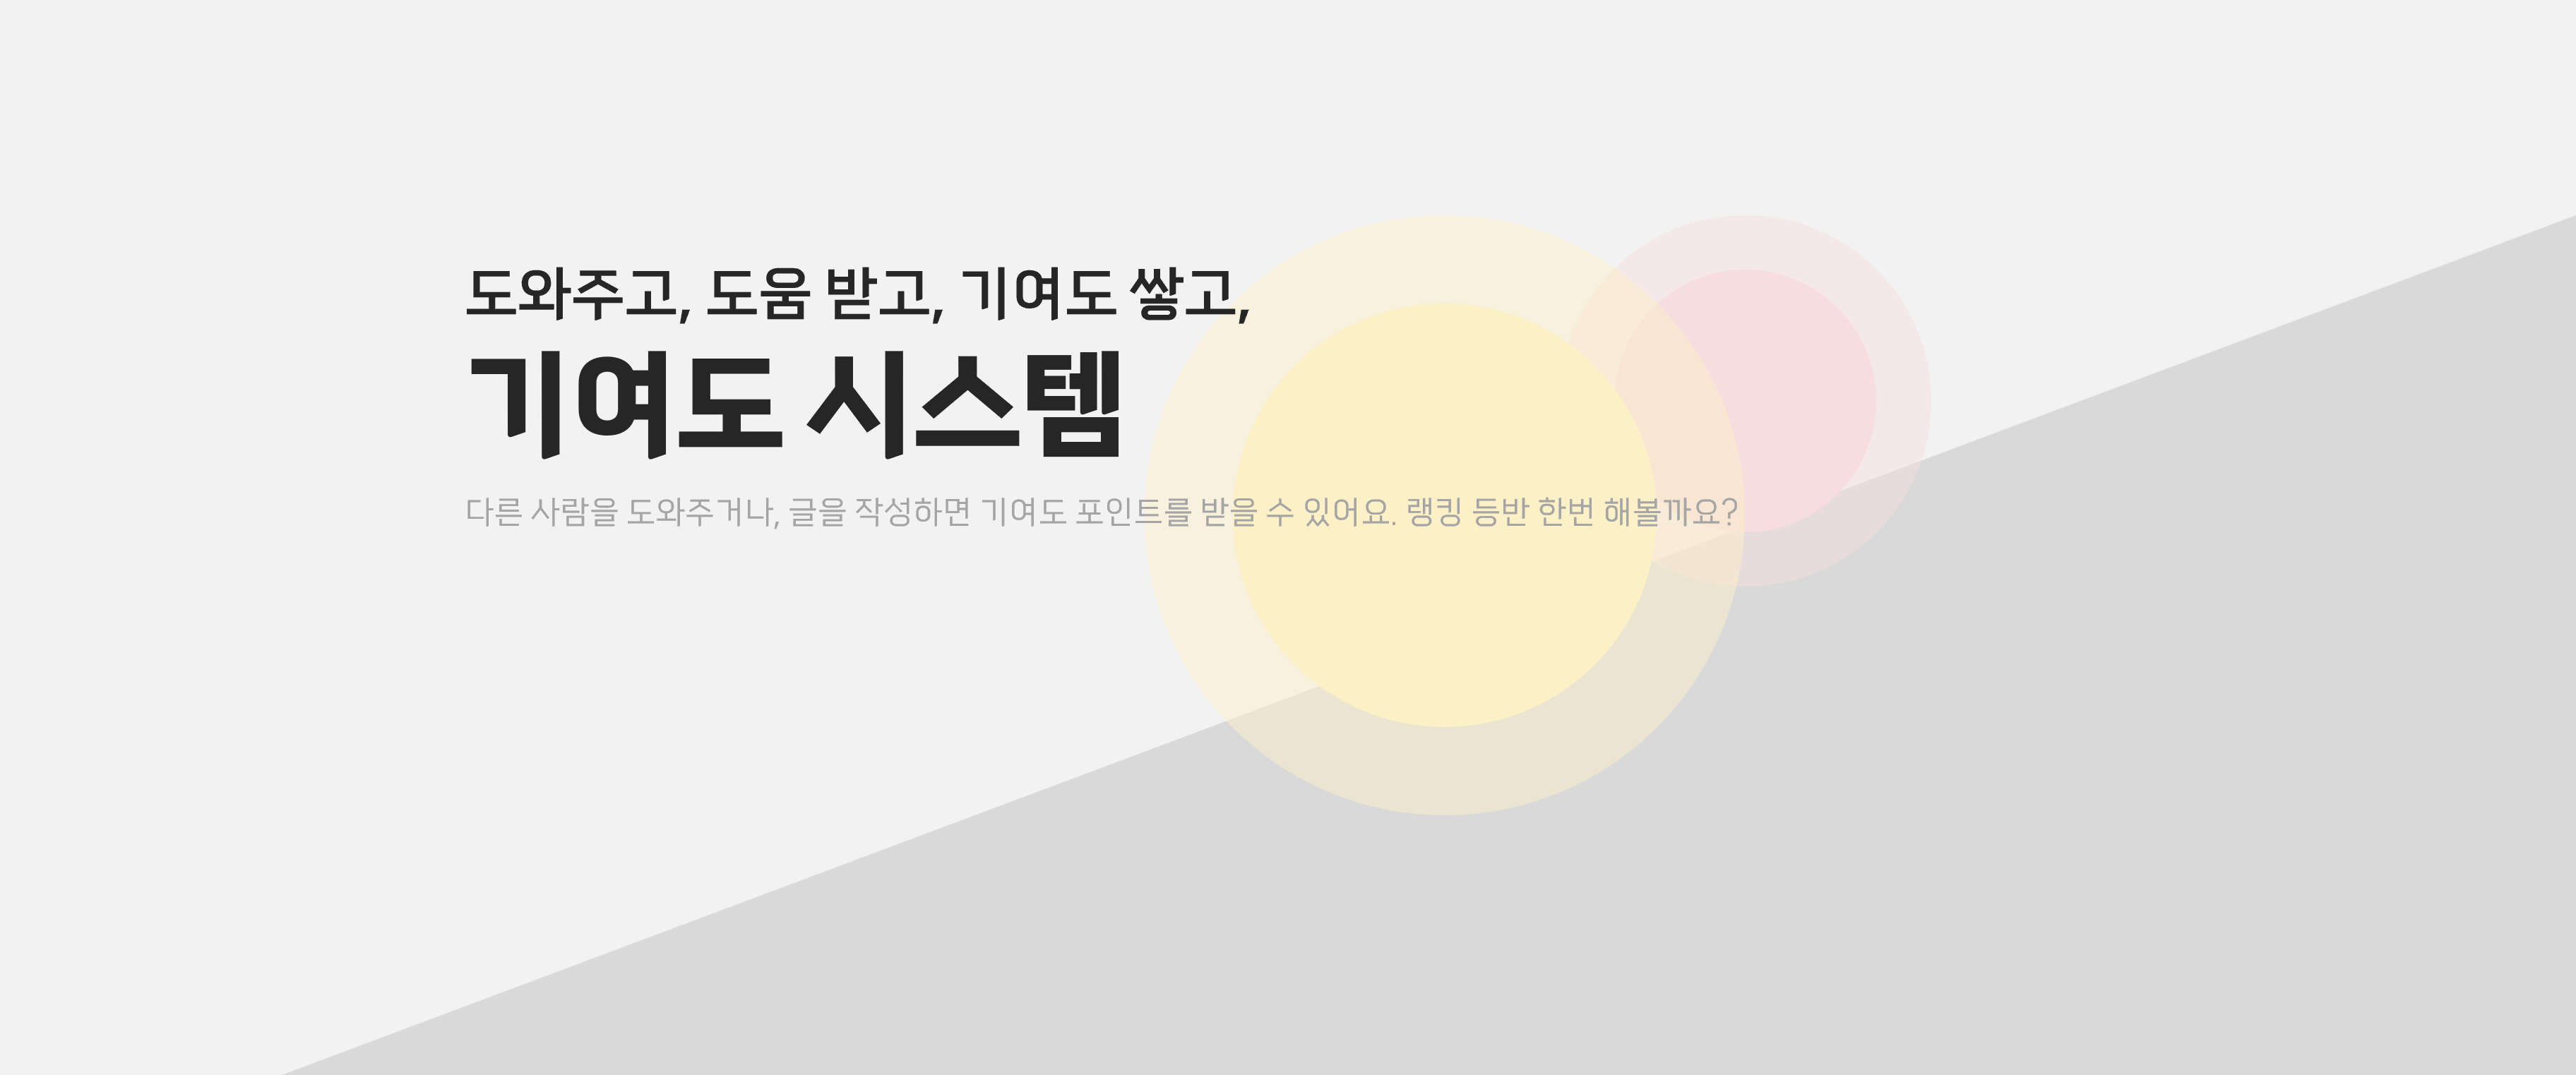 도와주고, 도움 받고, 기여도 쌓고,
기여도 시스템
다른 사람을 도와주거나, 글을 작성하면 기여도 포인트를 받을 수 있어요. 랭킹 등반 한번 해볼까요?